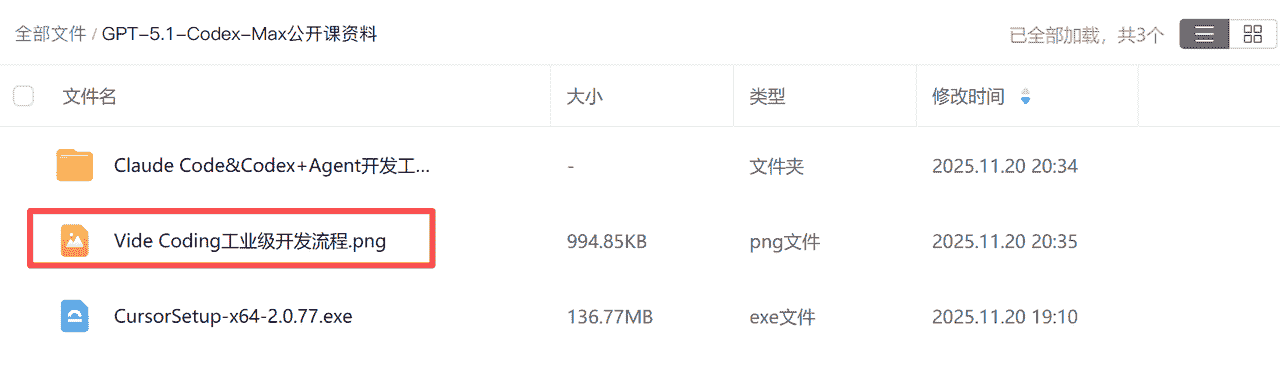 全部文件 / GPT-5.1-Codex-Max公开课资料
已全部加载，共3个
文件名 大小 类型 修改时间
Claude Code&Codex+Agent开发工... - 文件夹 2025.11.20 20:34
Vide Coding工业级开发流程.png 994.85KB png文件 2025.11.20 20:35
CursorSetup-x64-2.0.77.exe 136.77MB exe文件 2025.11.20 19:10